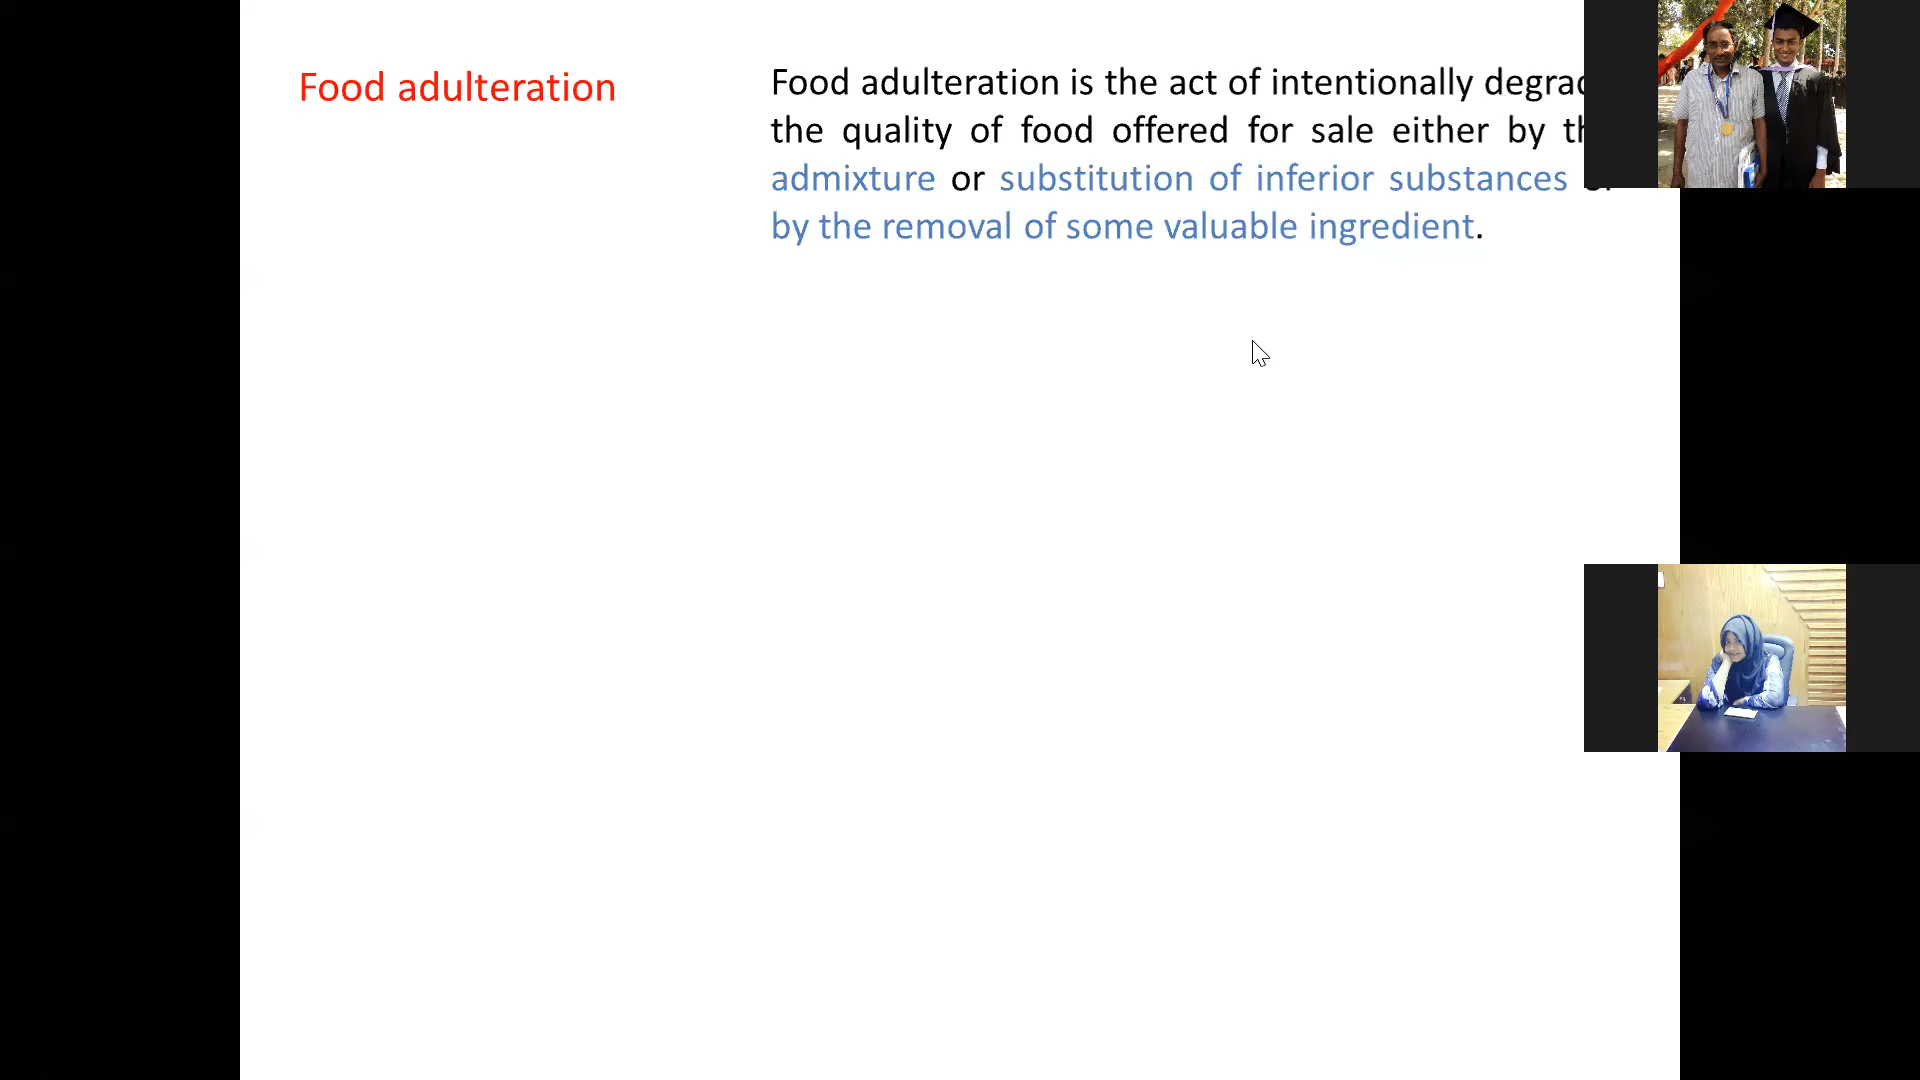 Food adulteration
Food adulteration is the act of intentionally
the quality of food offered for sale either by
admixture or substitution of inferior substances
by the removal of some valuable ingredient.